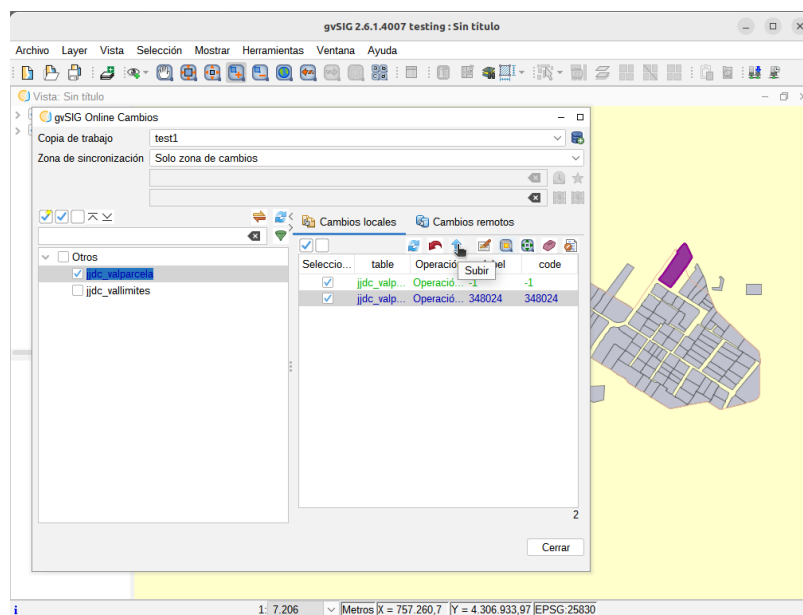 gvSIG 2.6.1.4007 testing : Sin título
Archivo Layer Vista Selección Mostrar Herramientas Ventana Ayuda
Vista: Sin título
gvSIG Online Cambios
Copia de trabajo test1
Zona de sincronización Solo zona de cambios
Cambios locales Cambios remotos
Otros
jjdc_valparcela
jjdc_vallimites
Seleccio... table Operació code
Subir
jjdc_valp... Operació... -1 -1
jjdc_valp... Operació... 348024 348024
2
Cerrar
1: 7.206 Metros X = 757.260,7 Y = 4.306.933,97 EPSG:25830